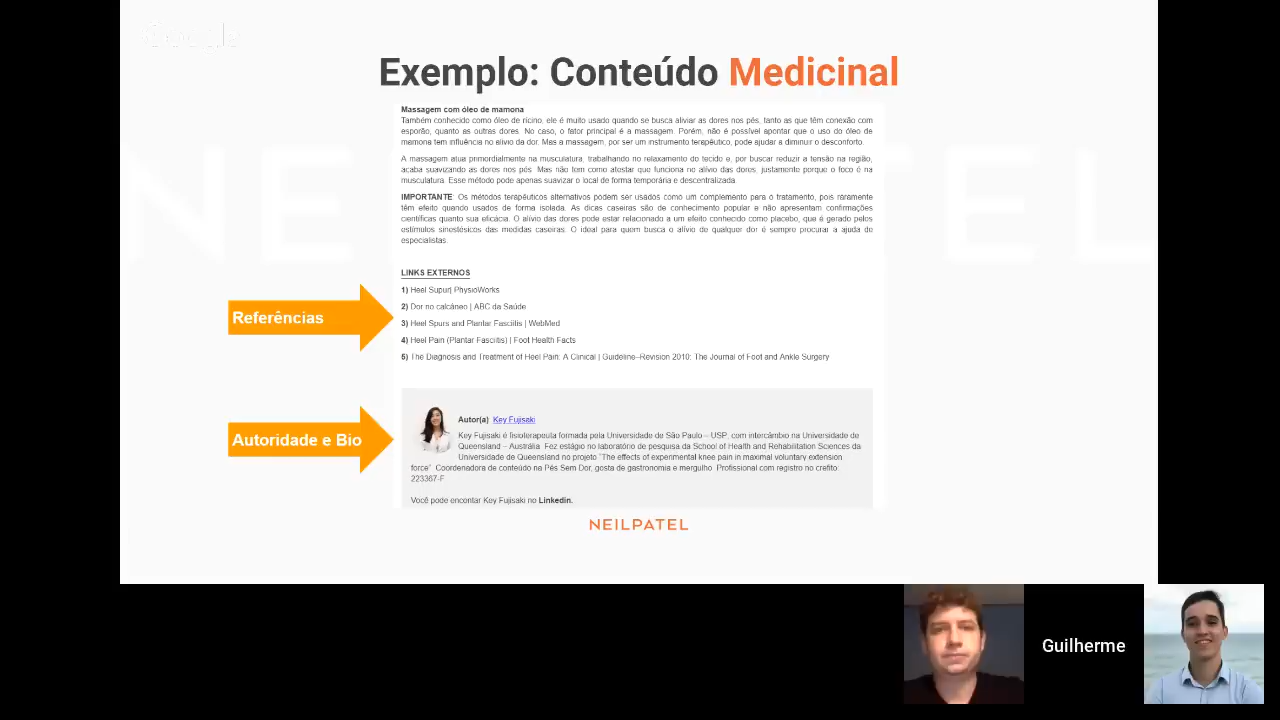 Exemplo: Conteúdo Medicinal
Massagem com óleo de mamona
Também conhecido como óleo de rícino, ele é muito usado quando se busca aliviar as dores nos pés, tanto as que têm conexão com
esporão, quanto as outras dores. No caso, o fator principal é a massagem. Porém, não é possível apontar que o uso do óleo de
mamona tem influência no alívio da dor. Mas a massagem, por ser um instrumento terapêutico, pode ajudar a diminuir o desconforto.
A massagem atua primordialmente na musculatura, trabalhando no relaxamento do tecido e, por buscar reduzir a tensão na região,
acaba suavizando as dores nos pés. Mas não tem como atestar que funciona no alívio das dores, justamente porque o foco é na
musculatura. Esse método pode apenas suavizar o local de forma temporária e descentralizada.
IMPORTANTE: Os métodos terapêuticos alternativos podem ser usados como um complemento para o tratamento, pois raramente
têm efeito quando usados de forma isolada. As dicas caseiras são de conhecimento popular e não apresentam confirmações
científicas quanto sua eficácia. O alívio das dores pode estar relacionado a um efeito conhecido como placebo, que é gerado pelos
estímulos sinestésicos das medidas caseiras. O ideal para quem busca o alívio de qualquer dor é sempre procurar a ajuda de
especialistas.
LINKS EXTERNOS
1) Heel Supur| PhysioWorks
Referências
2) Dor no calcâneo | ABC da Saúde
3) Heel Spurs and Plantar Fasciitis | WebMed
4) Heel Pain (Plantar Fasciitis) | Foot Health Facts
5) The Diagnosis and Treatment of Heel Pain: A Clinical | Guideline–Revision 2010: The Journal of Foot and Ankle Surgery
Autoridade e Bio
Autor(a) Key Fujisaki
Key Fujisaki é fisioterapeuta formada pela Universidade de São Paulo – USP, com intercâmbio na Universidade de
Queensland – Austrália. Fez estágio no laboratório de pesquisa da School of Health and Rehabilitation Sciences da
Universidade de Queensland no projeto "The effects of experimental knee pain in maximal voluntary extension
force". Coordenadora de conteúdo na Pés Sem Dor, gosta de gastronomia e mergulho. Profissional com registro no crefito:
223367-F
Você pode encontar Key Fujisaki no Linkedin.
NEILPATEL
Guilherme